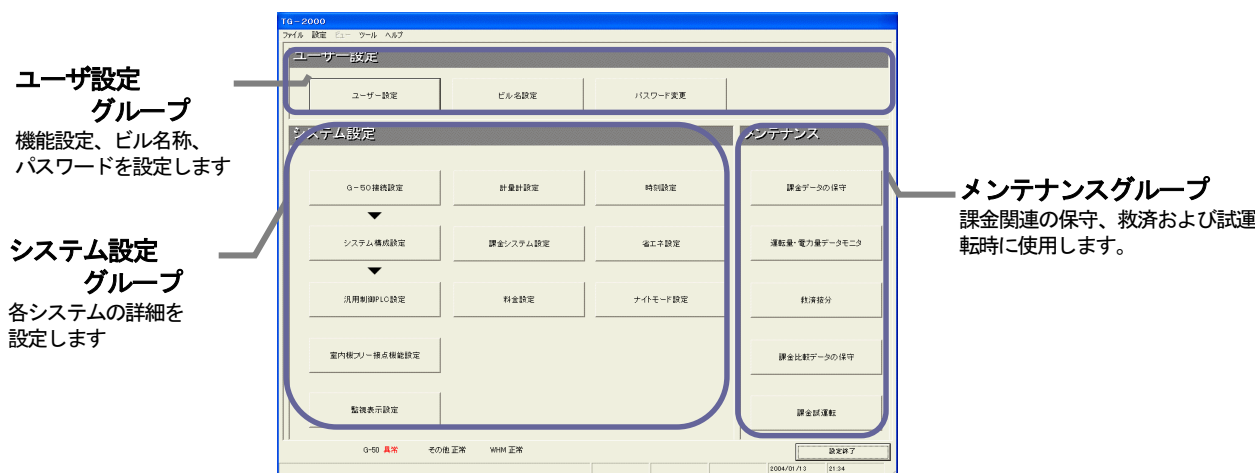 TG-2000
ファイル 設定 ビュー ツール ヘルプ
ユーザー設定
ユーザー設定 ビル名設定 パスワード変更
システム設定
メンテナンス
G-50接続設定 計量計設定 時刻設定 課金データの保守
システム構成設定 課金システム設定 省エネ設定 運転量・電力量データモニタ
汎用制御PLC設定 料金設定 ナイトモード設定 救済按分
室内機フリー接点機能設定 課金比較データの保守
監視表示設定 課金試運転
G-50 異常 その他 正常 WHM 正常 設定終了
2004/01/13 21:34
ユーザ設定
グループ
機能設定、ビル名称、
パスワードを設定します
システム設定
グループ
各システムの詳細を
設定します
メンテナンスグループ
課金関連の保守、救済および試運
転時に使用します。